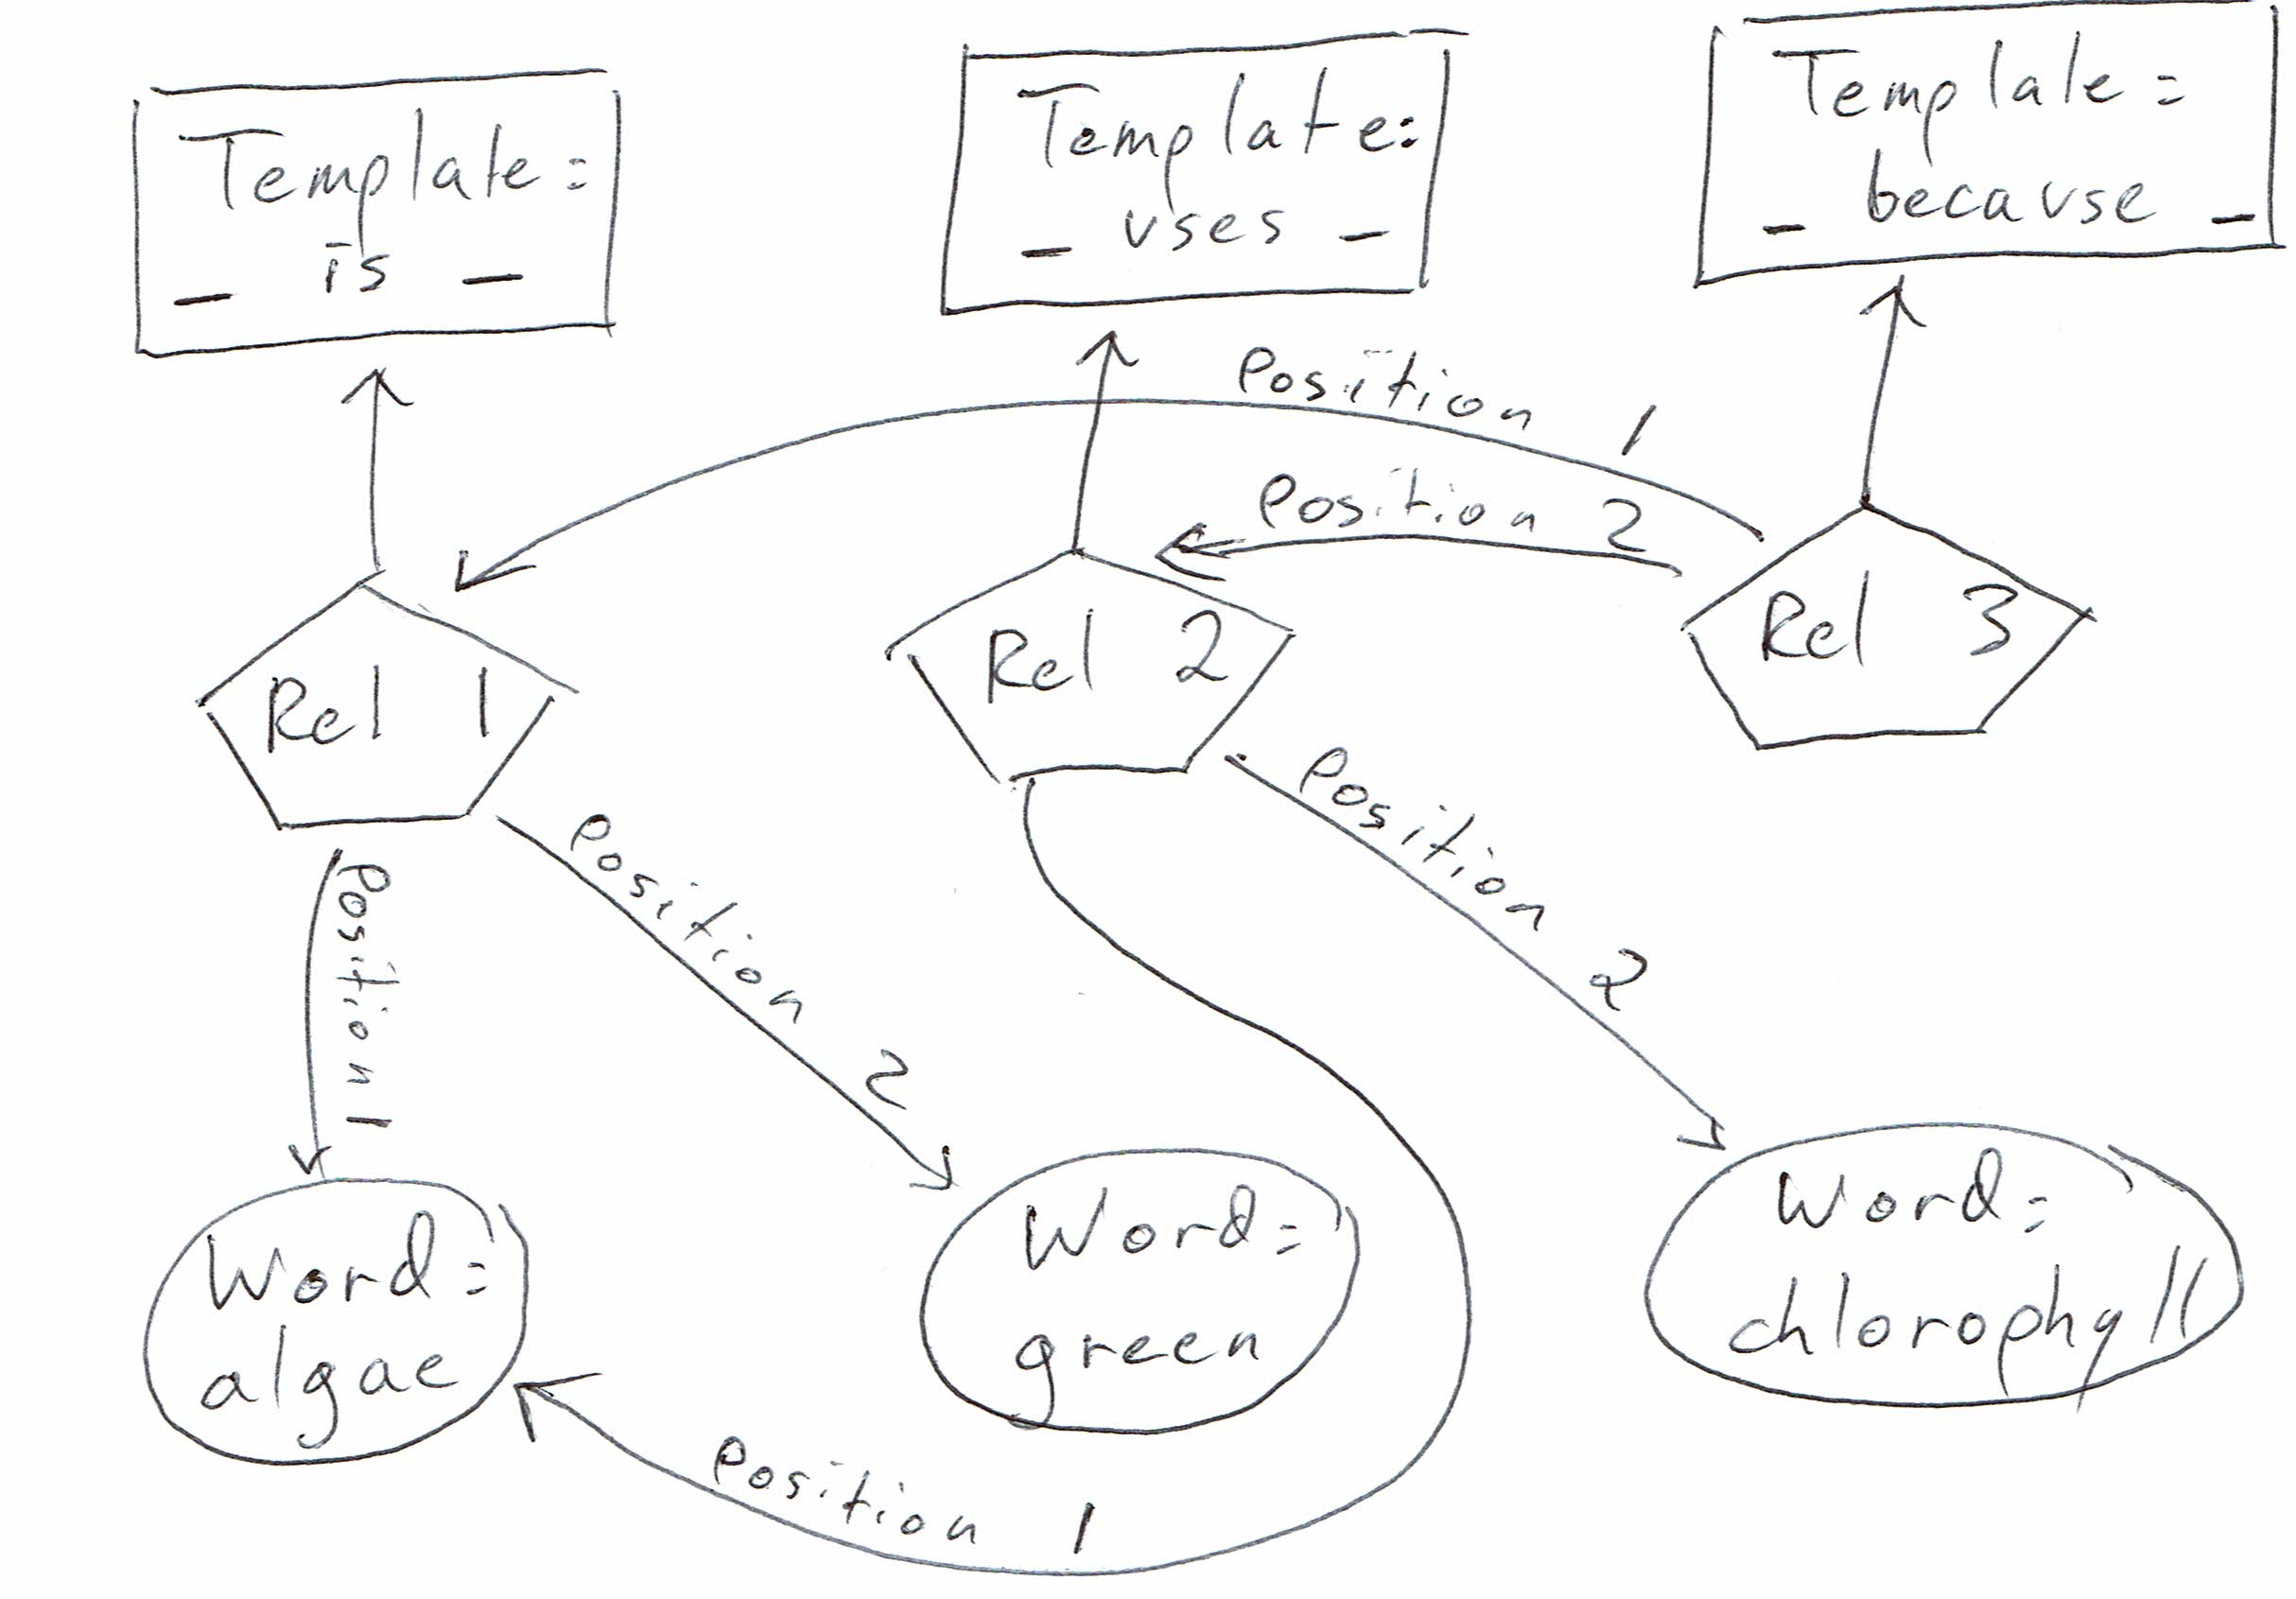 Template:
_ is _
Template:
_ uses _
Template:
_ because _
Position 1
Position 2
Rel 1
Rel 2
Rel 3
Position 1
Position 2
Position 2
Word:
algae
Word:
green
Word:
chlorophyll
Position 1